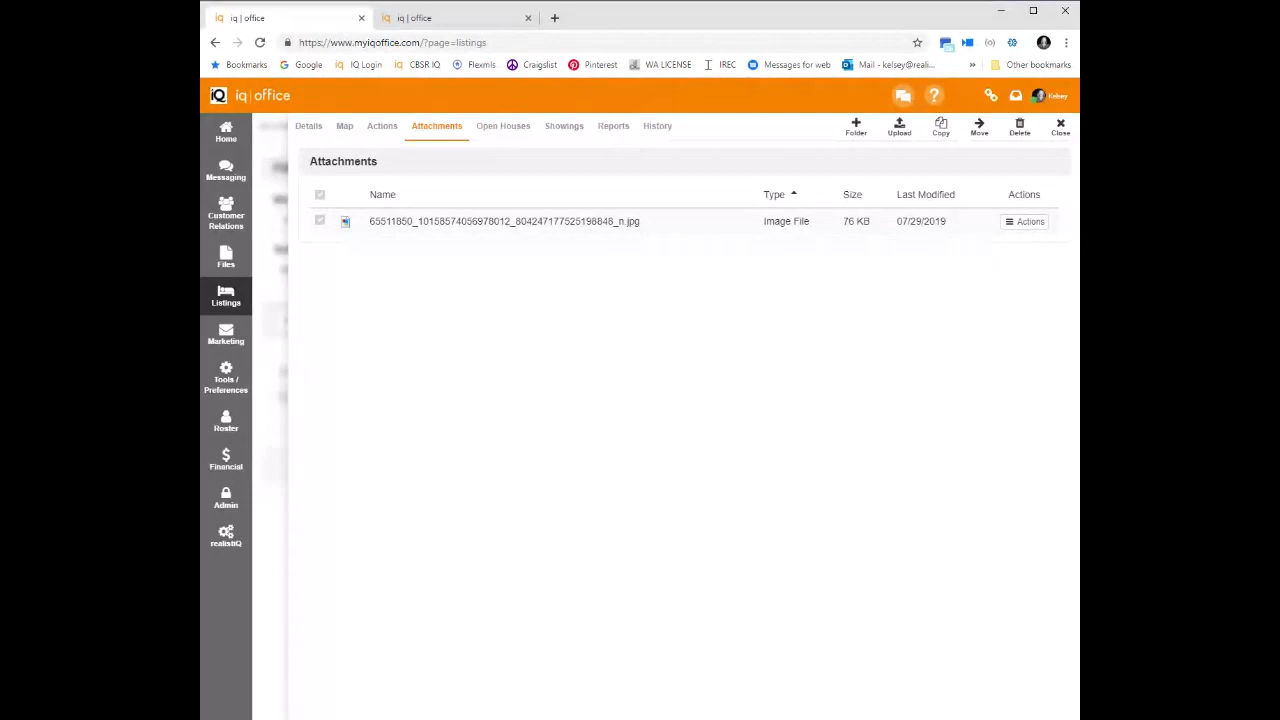 iq | office
iq | office
https://www.myiqoffice.com/?page=listings
Bookmarks
Google
IQ Login
CBSR IQ
Flexmls
Craigslist
Pinterest
WA LICENSE
IREC
Messages for web
Mail - kelsey@reali...
»
Other bookmarks
iQ iq | office
?
Kelsey
Home
Messaging
Customer
Relations
Files
Listings
Marketing
Tools /
Preferences
Roster
$
Financial
Admin
realistiQ
Details
Map
Actions
Attachments
Open Houses
Showings
Reports
History
Folder
Upload
Copy
Move
Delete
Close
Attachments
Name
Type
Size
Last Modified
Actions
65511850_10158574056978012_804247177525198848_n.jpg
Image File
76 KB
07/29/2019
Actions